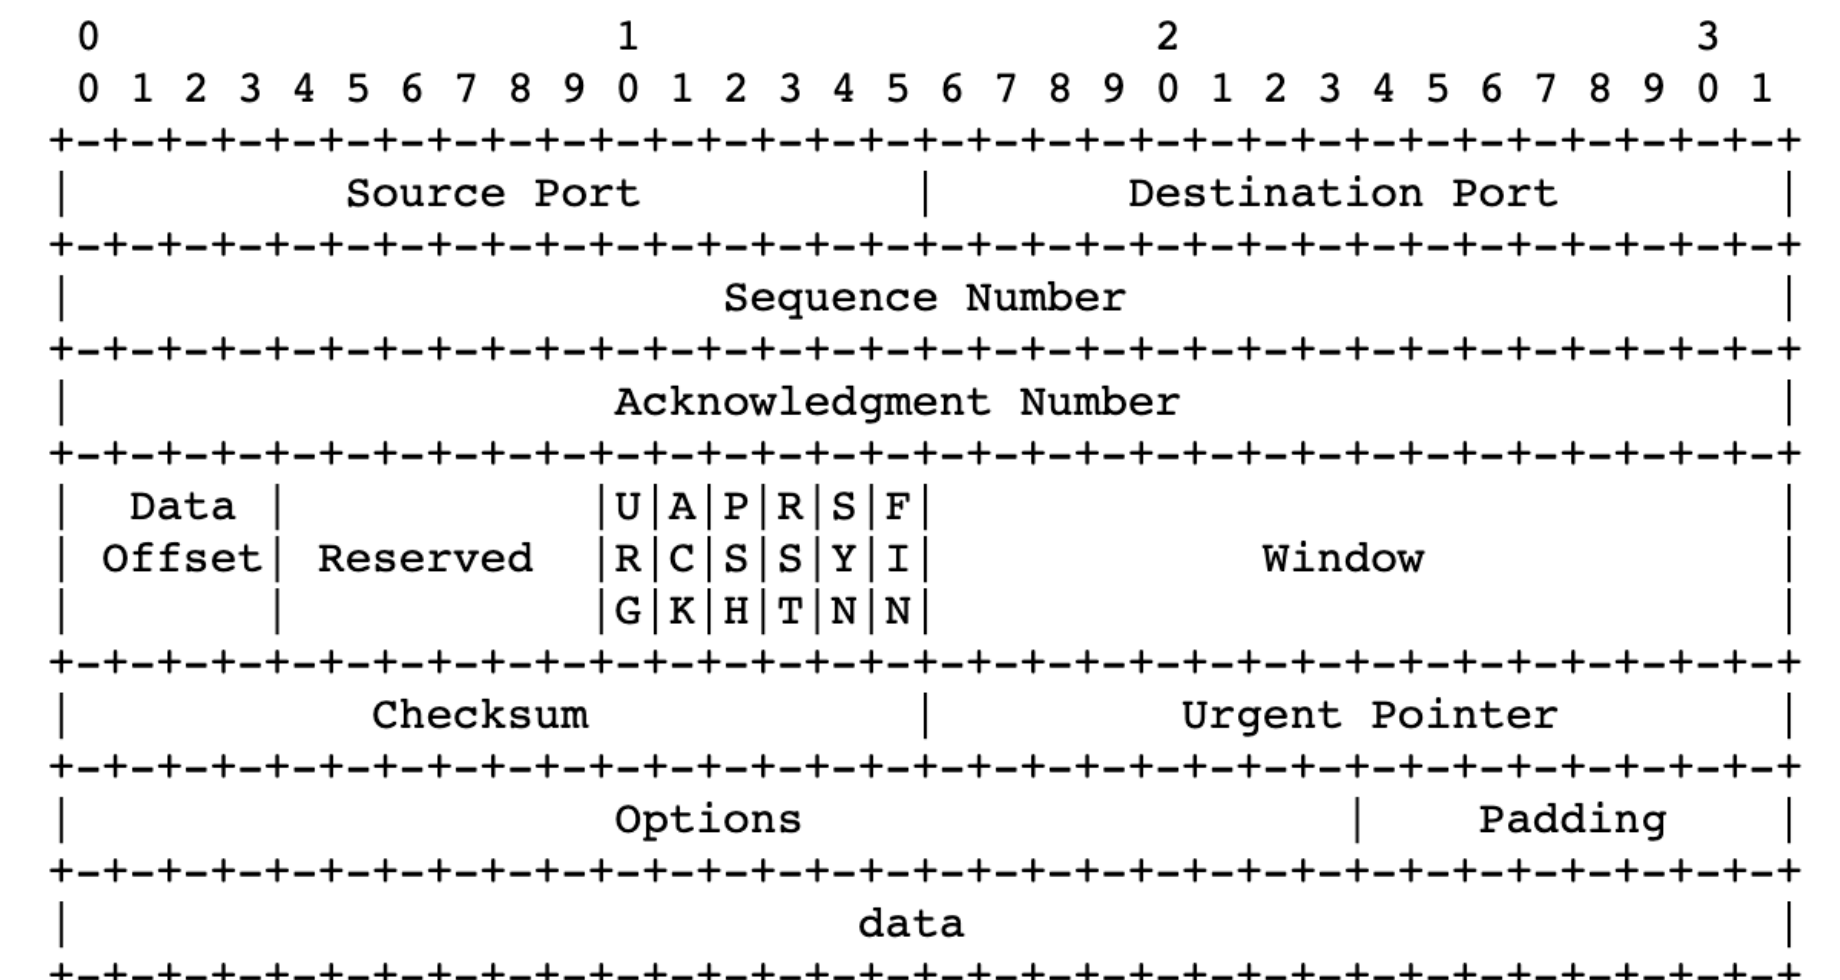 0                   1                   2                   3
 0 1 2 3 4 5 6 7 8 9 0 1 2 3 4 5 6 7 8 9 0 1 2 3 4 5 6 7 8 9 0 1
+-+-+-+-+-+-+-+-+-+-+-+-+-+-+-+-+-+-+-+-+-+-+-+-+-+-+-+-+-+-+-+-+
|          Source Port          |       Destination Port        |
+-+-+-+-+-+-+-+-+-+-+-+-+-+-+-+-+-+-+-+-+-+-+-+-+-+-+-+-+-+-+-+-+
|                        Sequence Number                        |
+-+-+-+-+-+-+-+-+-+-+-+-+-+-+-+-+-+-+-+-+-+-+-+-+-+-+-+-+-+-+-+-+
|                    Acknowledgment Number                      |
+-+-+-+-+-+-+-+-+-+-+-+-+-+-+-+-+-+-+-+-+-+-+-+-+-+-+-+-+-+-+-+-+
|  Data |           |U|A|P|R|S|F|                               |
| Offset| Reserved  |R|C|S|S|Y|I|            Window             |
|       |           |G|K|H|T|N|N|                               |
+-+-+-+-+-+-+-+-+-+-+-+-+-+-+-+-+-+-+-+-+-+-+-+-+-+-+-+-+-+-+-+-+
|           Checksum            |         Urgent Pointer        |
+-+-+-+-+-+-+-+-+-+-+-+-+-+-+-+-+-+-+-+-+-+-+-+-+-+-+-+-+-+-+-+-+
|                    Options                    |    Padding    |
+-+-+-+-+-+-+-+-+-+-+-+-+-+-+-+-+-+-+-+-+-+-+-+-+-+-+-+-+-+-+-+-+
|                             data                              |
+-+-+-+-+-+-+-+-+-+-+-+-+-+-+-+-+-+-+-+-+-+-+-+-+-+-+-+-+-+-+-+-+